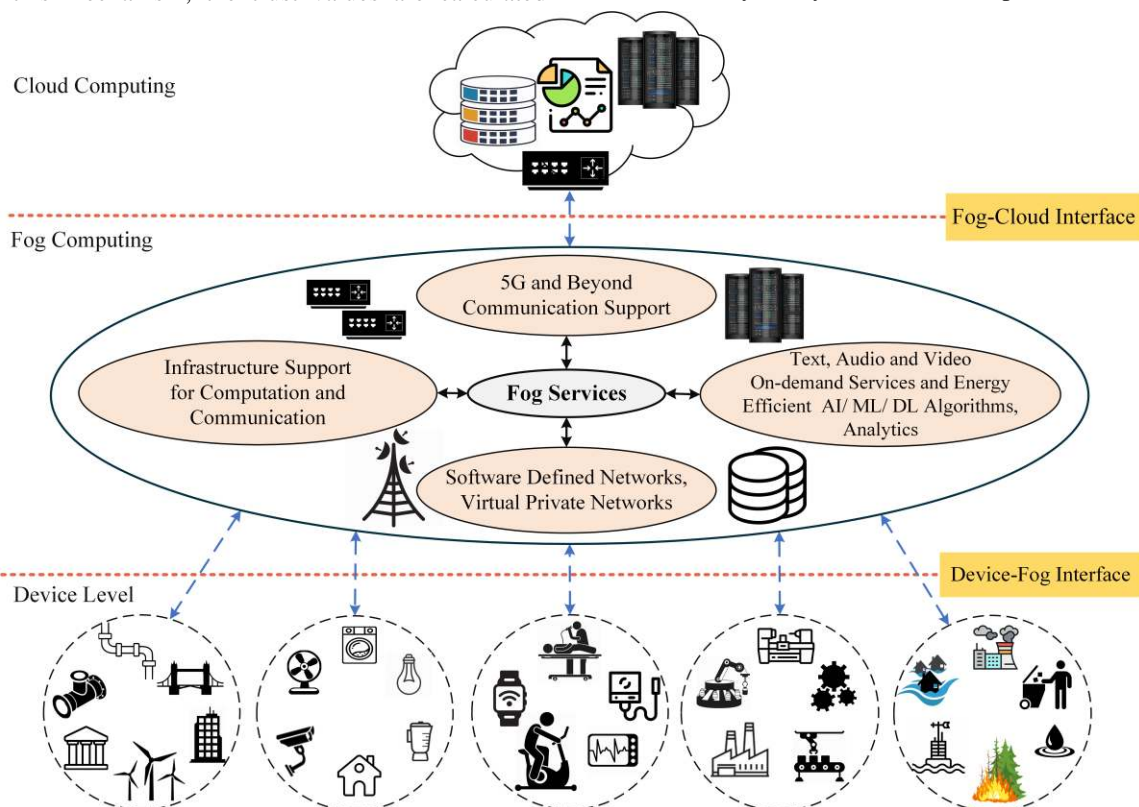 Cloud Computing
Fog-Cloud Interface
Fog Computing
5G and Beyond
Communication Support
Infrastructure Support
for Computation and
Communication
Fog Services
Text, Audio and Video
On-demand Services and Energy
Efficient AI/ ML/ DL Algorithms,
Analytics
Software Defined Networks,
Virtual Private Networks
Device-Fog Interface
Device Level